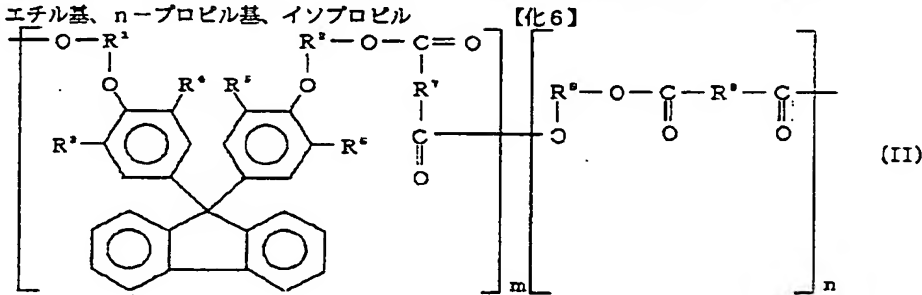 エチル基、n－プロピル基、イソプロピル
【化6】
O R¹ R² O C O
O O R⁷ R⁸ O C R⁹ C
R⁴ R⁵
R³ R⁶ C O O O
O
m n
(II)